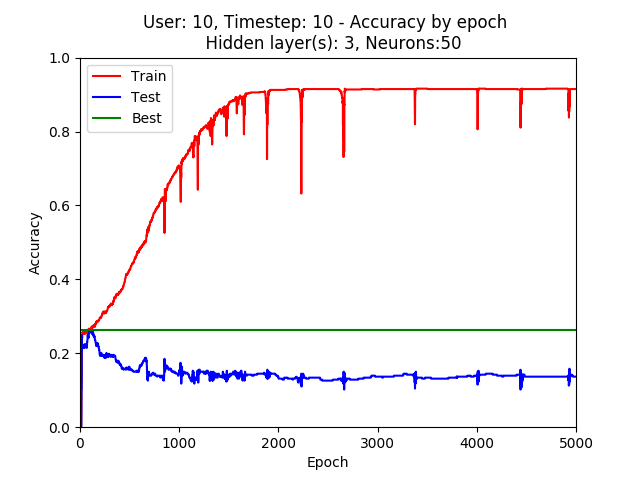 User: 10, Timestep: 10 - Accuracy by epoch
Hidden layer(s): 3, Neurons:50
1.0
0.8
0.6
0.4
0.2
0.0
Accuracy
Train
Test
Best
0 1000 2000 3000 4000 5000
Epoch